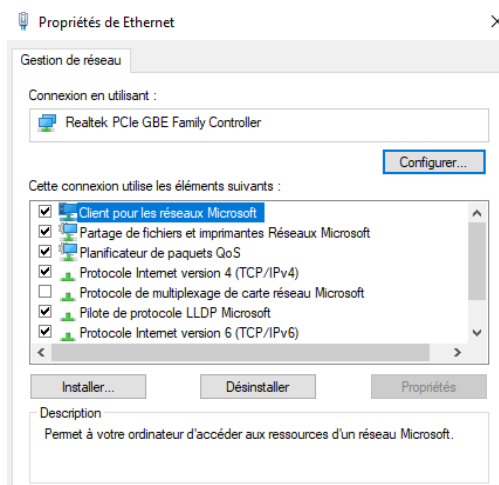 Propriétés de Ethernet
Gestion de réseau
Connexion en utilisant :
Realtek PCIe GBE Family Controller
Configurer...
Cette connexion utilise les éléments suivants :
Client pour les réseaux Microsoft
Partage de fichiers et imprimantes Réseaux Microsoft
Planificateur de paquets QoS
Protocole Internet version 4 (TCP/IPv4)
Protocole de multiplexage de carte réseau Microsoft
Pilote de protocole LLDP Microsoft
Protocole Internet version 6 (TCP/IPv6)
Installer... Désinstaller Propriétés
Description
Permet à votre ordinateur d'accéder aux ressources d'un réseau Microsoft.